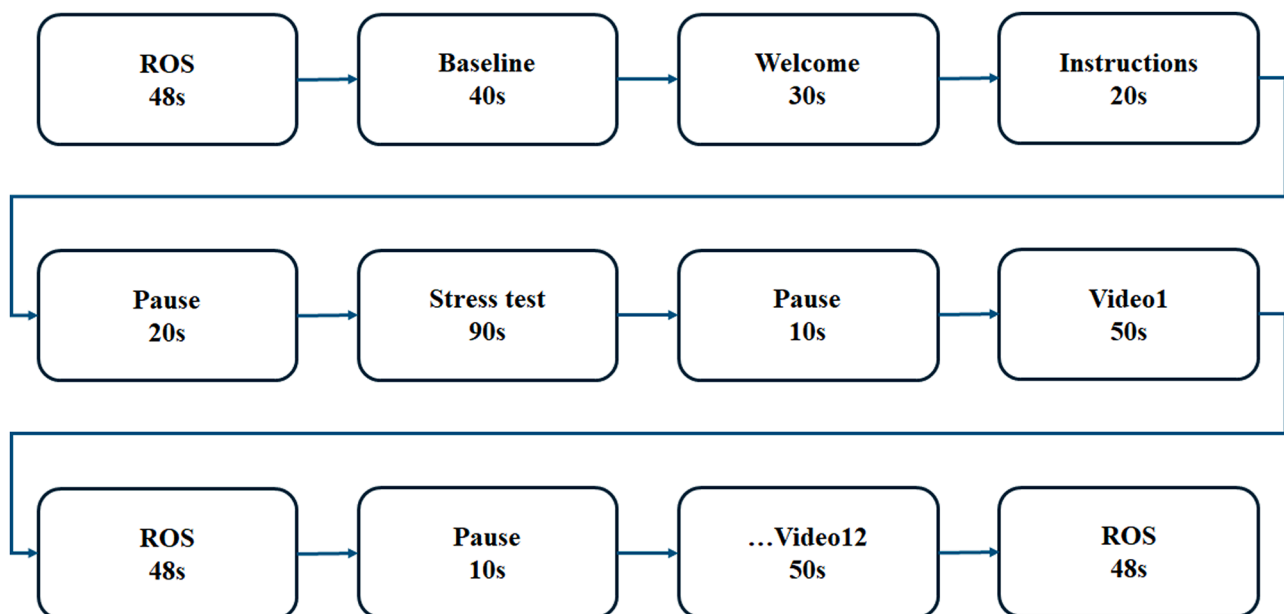 ROS
48s
Baseline
40s
Welcome
30s
Instructions
20s
Pause
20s
Stress test
90s
Pause
10s
Video1
50s
ROS
48s
Pause
10s
...Video12
50s
ROS
48s